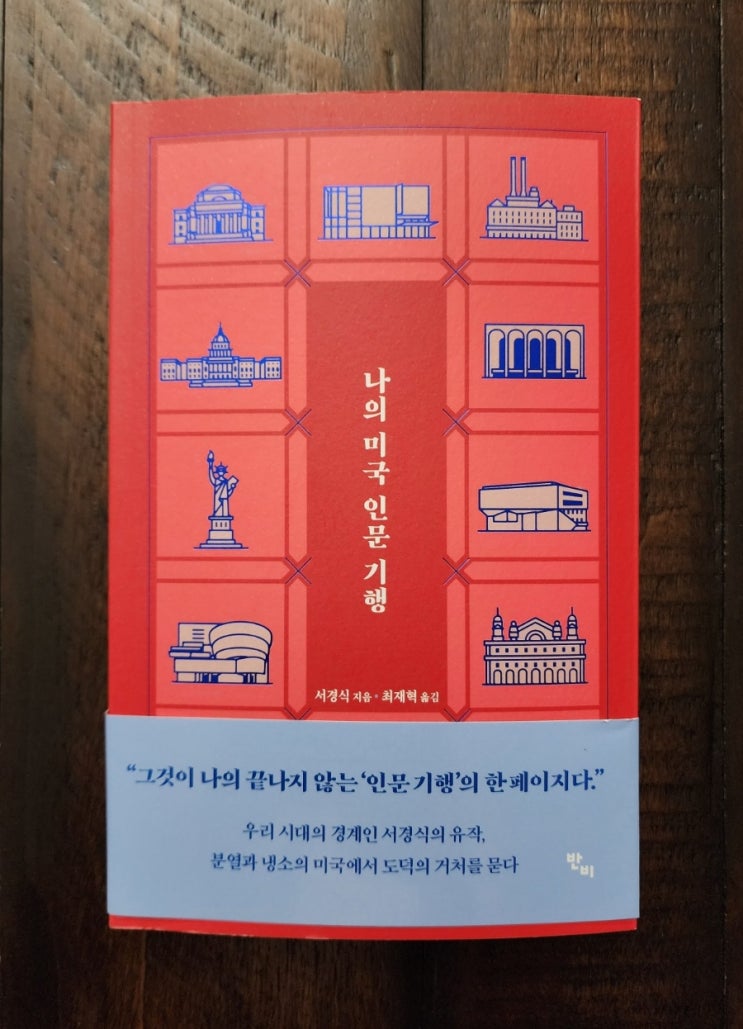 나의 미국 인문 기행
서경식 지음 • 최재혁 옮김
“그것이 나의 끝나지 않는 ‘인문 기행’의 한 페이지다.”
우리 시대의 경계인 서경식의 유작,
분열과 냉소의 미국에서 도덕의 거처를 묻다
반비